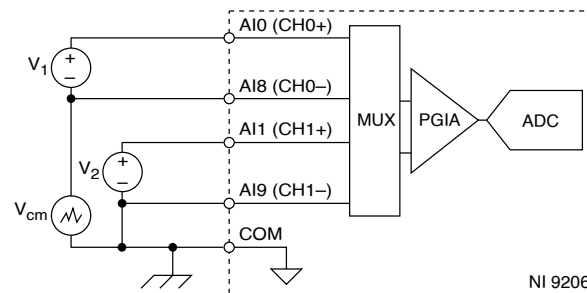 AI0 (CH0+)
V1
+
–
AI8 (CH0–)
MUX
PGIA
ADC
AI1 (CH1+)
V2
+
–
AI9 (CH1–)
Vcm
COM
NI 9206